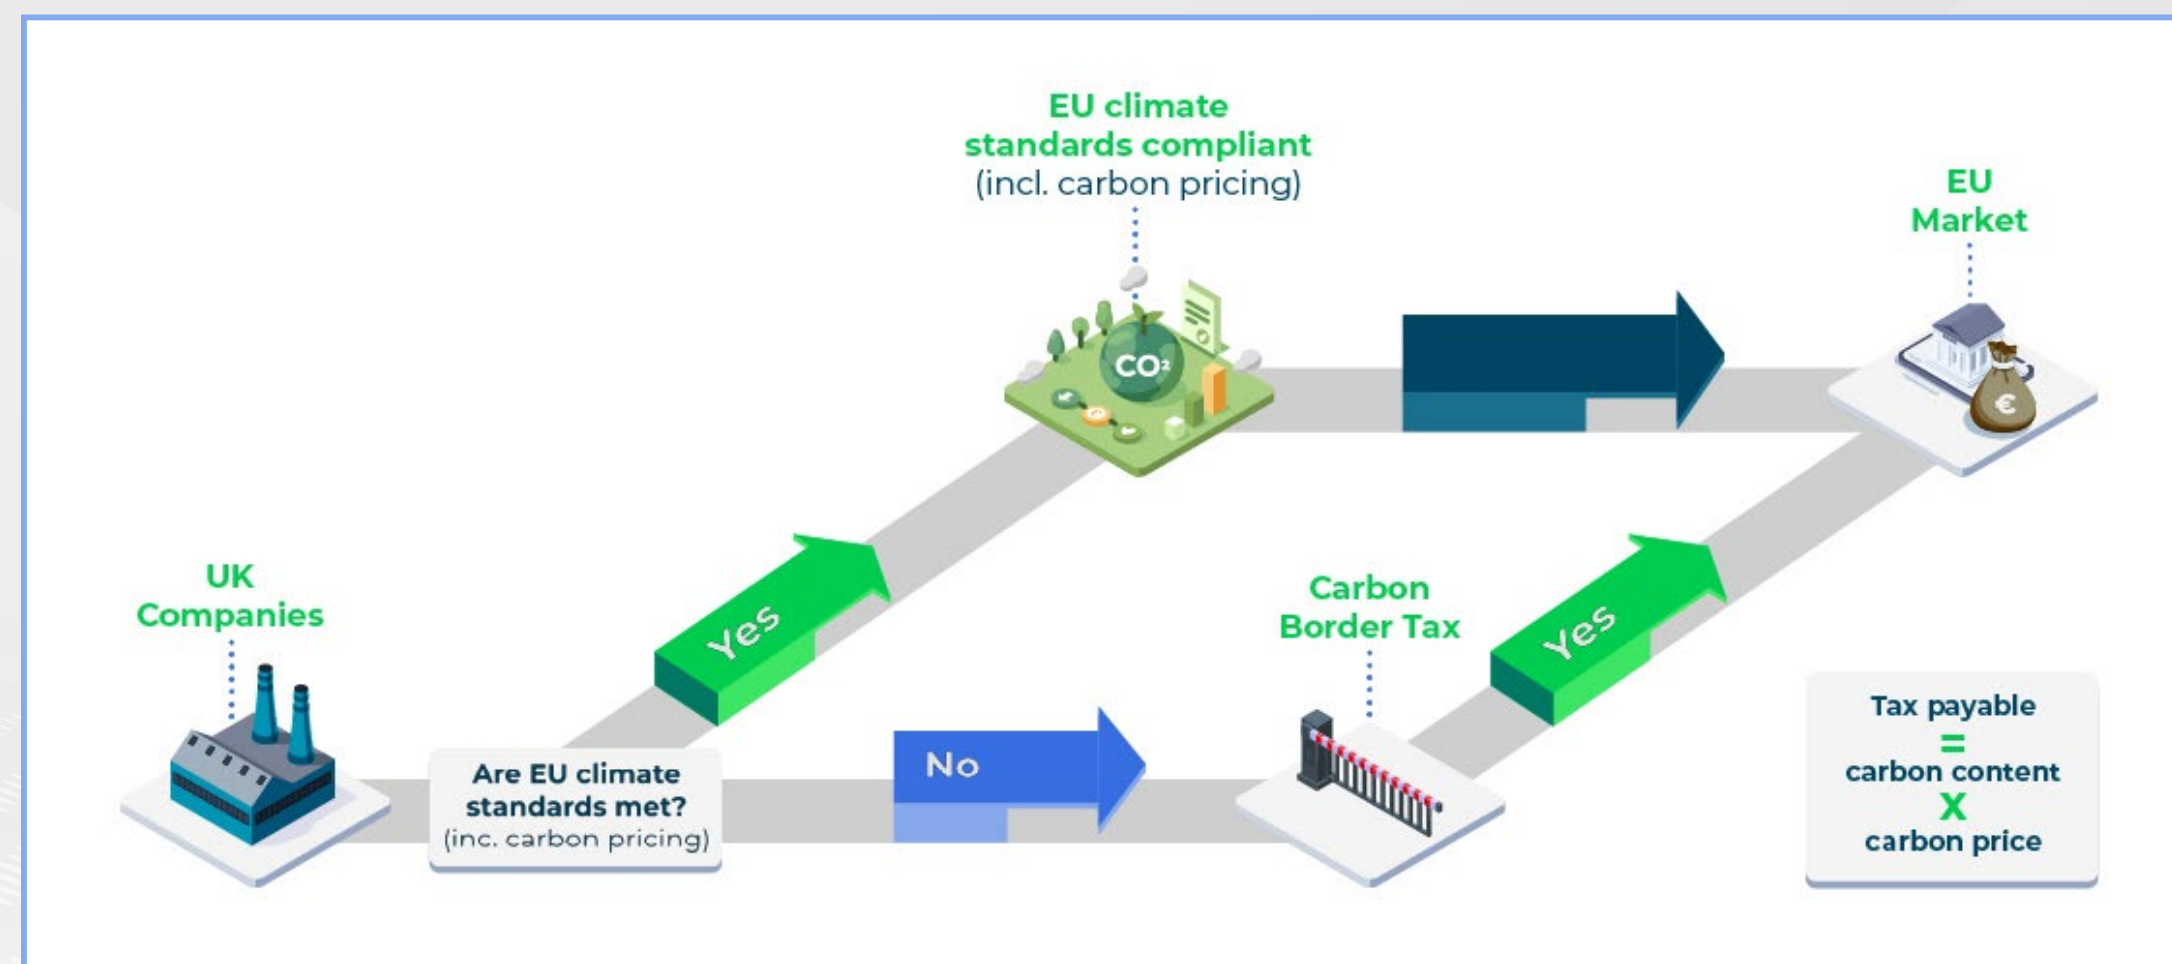 EU climate
standards compliant
(incl. carbon pricing)
EU
Market
CO2
€
UK
Companies
Yes
Carbon
Border Tax
Yes
Are EU climate
standards met?
(inc. carbon pricing)
No
Tax payable
=
carbon content
X
carbon price